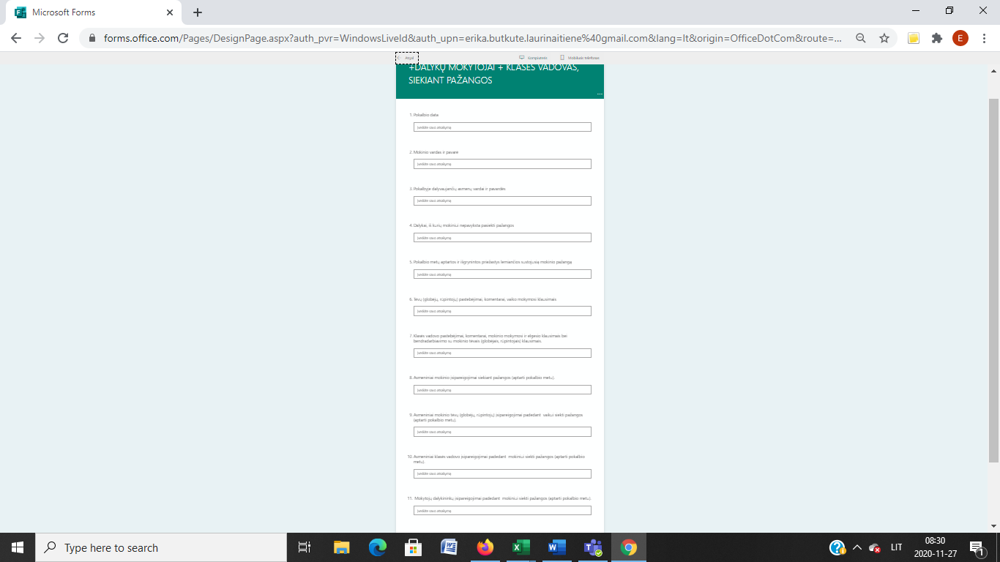 Microsoft Forms
forms.office.com/Pages/DesignPage.aspx?auth_pvr=WindowsLiveId&auth_upn=erika.butkute.laurinaitiene%40gmail.com&lang=lt&origin=OfficeDotCom&route=...
E
Atgal
Kompiuteris
Mobilusis telefonas
+DALYKŲ MOKYTOJAI + KLASĖS VADOVAS,
SIEKIANT PAŽANGOS
1. Pokalbio data
Įveskite savo atsakymą
2. Mokinio vardas ir pavarė
Įveskite savo atsakymą
3. Pokalbyje dalyvaujančių asmenų vardai ir pavardės
Įveskite savo atsakymą
4. Dalykai, iš kurių mokiniui nepavyksta pasiekti pažangos
Įveskite savo atsakymą
5. Pokalbio metų aptartos ir išgrynintos priežastys lemiančios sustojusią mokinio pažangą
Įveskite savo atsakymą
6. Tėvų (globėjų, rūpintojų) pastebėjimai, komentarai, vaiko mokymosi klausimais
Įveskite savo atsakymą
7. Klasės vadovo pastebėjimai, komentarai, mokinio mokymosi ir elgesio klausimais bei
bendradarbiavimo su mokinio tėvais (globėjais, rūpintojais) klausimais.
Įveskite savo atsakymą
8. Asmeniniai mokinio įsipareigojimai siekiant pažangos (aptarti pokalbio metu).
Įveskite savo atsakymą
9. Asmeniniai mokinio tėvų (globėjų, rūpintojų) įsipareigojimai padedant vaikui siekti pažangos
(aptarti pokalbio metu).
Įveskite savo atsakymą
10. Asmeniniai klasės vadovo įsipareigojimai padedant mokiniui siekti pažangos (aptarti pokalbio
metu).
Įveskite savo atsakymą
11. Mokytojų dalykininkų įsipareigojimai padedant mokiniui siekti pažangos (aptarti pokalbio metu).
Įveskite savo atsakymą
Type here to search
LIT
08:30
2020-11-27
1